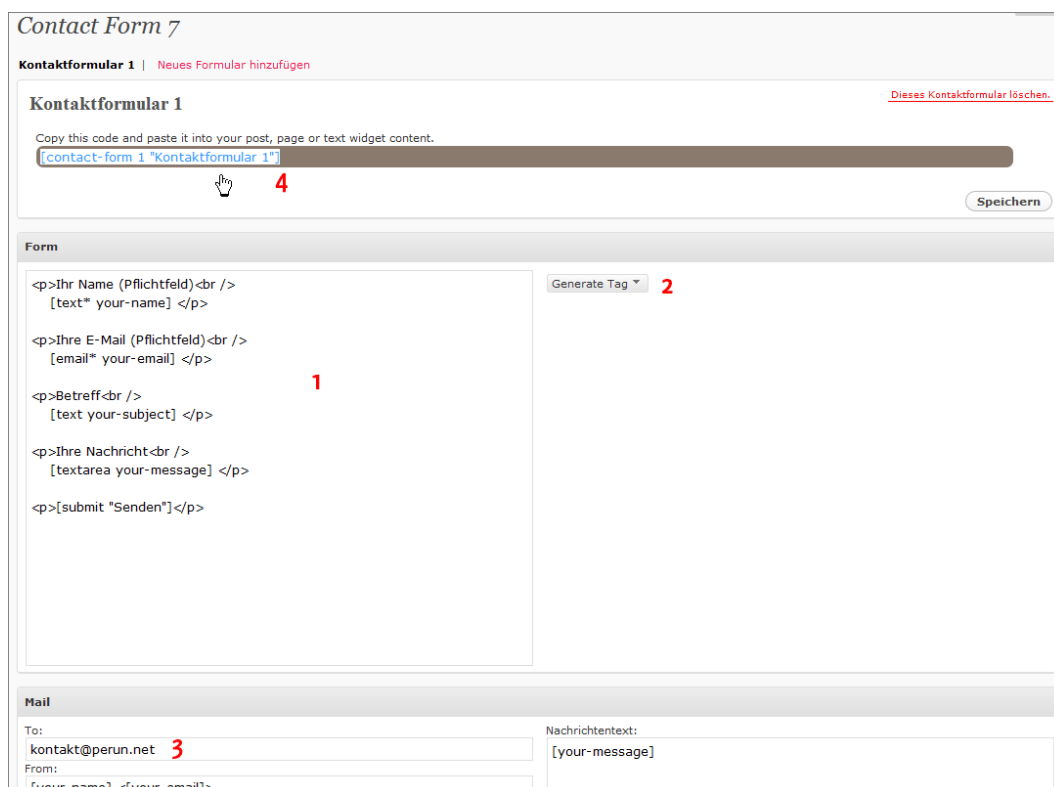 Contact Form 7
Kontaktformular 1 | Neues Formular hinzufügen
Kontaktformular 1
Dieses Kontaktformular löschen.
Copy this code and paste it into your post, page or text widget content.
[contact-form 1 "Kontaktformular 1"]
4
Speichern
Form
<p>Ihr Name (Pflichtfeld)<br />
[text* your-name] </p>
<p>Ihre E-Mail (Pflichtfeld)<br />
[email* your-email] </p>
<p>Betreff<br />
[text your-subject] </p>
<p>Ihre Nachricht<br />
[textarea your-message] </p>
<p>[submit "Senden"]</p>
1
Generate Tag
2
Mail
To:
kontakt@perun.net
3
From:
[your-name] <[your-email]>
Nachrichtentext:
[your-message]